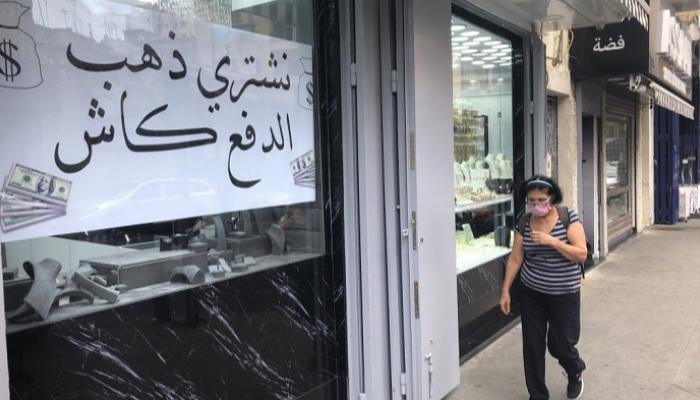 نشتري ذهب
الدفع كاش
فضة
$
$